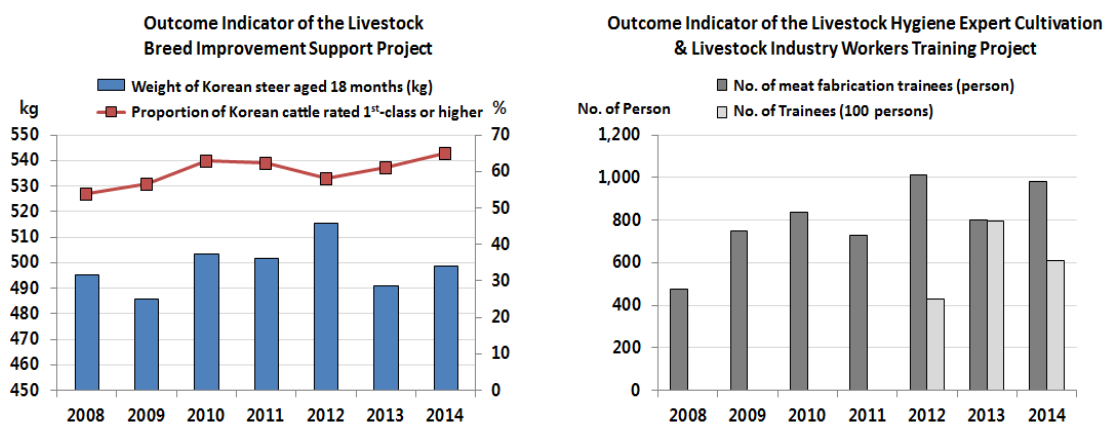 Outcome Indicator of the Livestock
Breed Improvement Support Project
Weight of Korean steer aged 18 months (kg)
Proportion of Korean cattle rated 1st-class or higher
kg
%
550
540
530
520
510
500
490
480
470
460
450
70
60
50
40
30
20
10
0
2008 2009 2010 2011 2012 2013 2014
Outcome Indicator of the Livestock Hygiene Expert Cultivation
& Livestock Industry Workers Training Project
No. of meat fabrication trainees (person)
No. of Trainees (100 persons)
No. of Person
1,200
1,000
800
600
400
200
0
2008 2009 2010 2011 2012 2013 2014